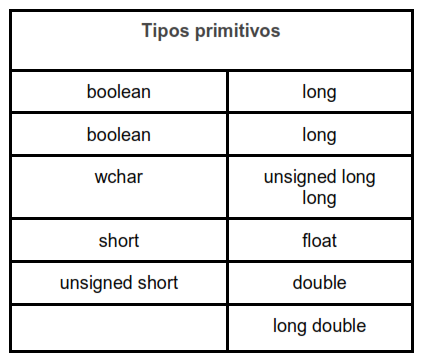 Tipos primitivos
boolean long
boolean long
wchar unsigned long
long
short float
unsigned short double
long double